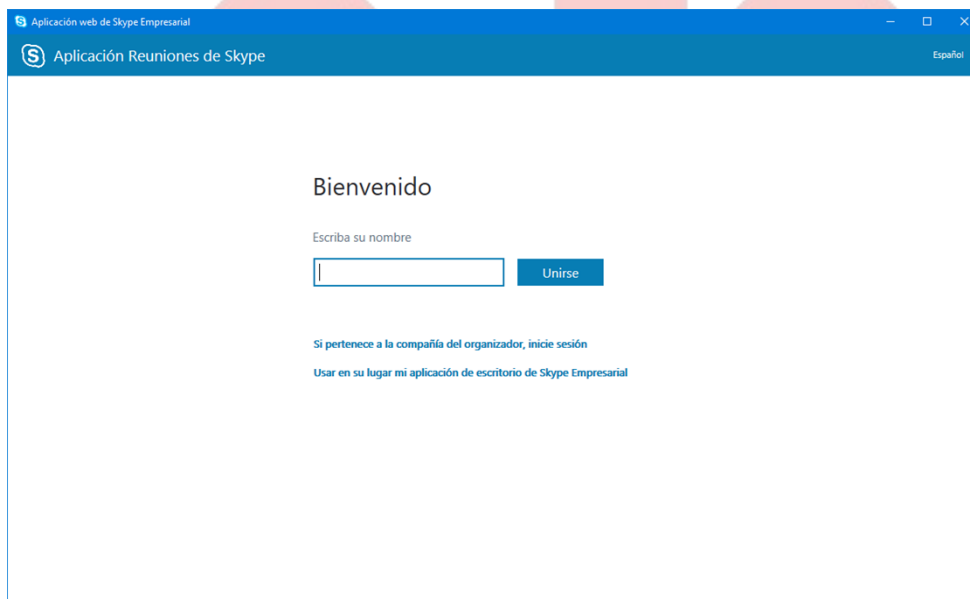 Aplicación web de Skype Empresarial
Aplicación Reuniones de Skype
Español
Bienvenido
Escriba su nombre
Unirse
Si pertenece a la compañía del organizador, inicie sesión
Usar en su lugar mi aplicación de escritorio de Skype Empresarial